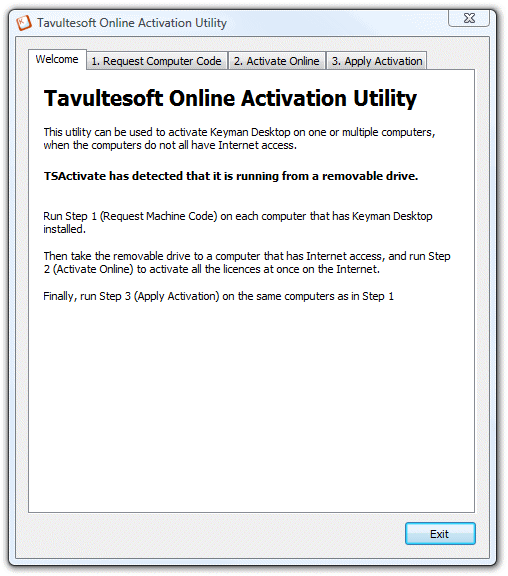 Tavultesoft Online Activation Utility
Welcome
1. Request Computer Code
2. Activate Online
3. Apply Activation
Tavultesoft Online Activation Utility
This utility can be used to activate Keyman Desktop on one or multiple computers,
when the computers do not all have Internet access.
TSActivate has detected that it is running from a removable drive.
Run Step 1 (Request Machine Code) on each computer that has Keyman Desktop
installed.
Then take the removable drive to a computer that has Internet access, and run Step
2 (Activate Online) to activate all the licences at once on the Internet.
Finally, run Step 3 (Apply Activation) on the same computers as in Step 1
Exit